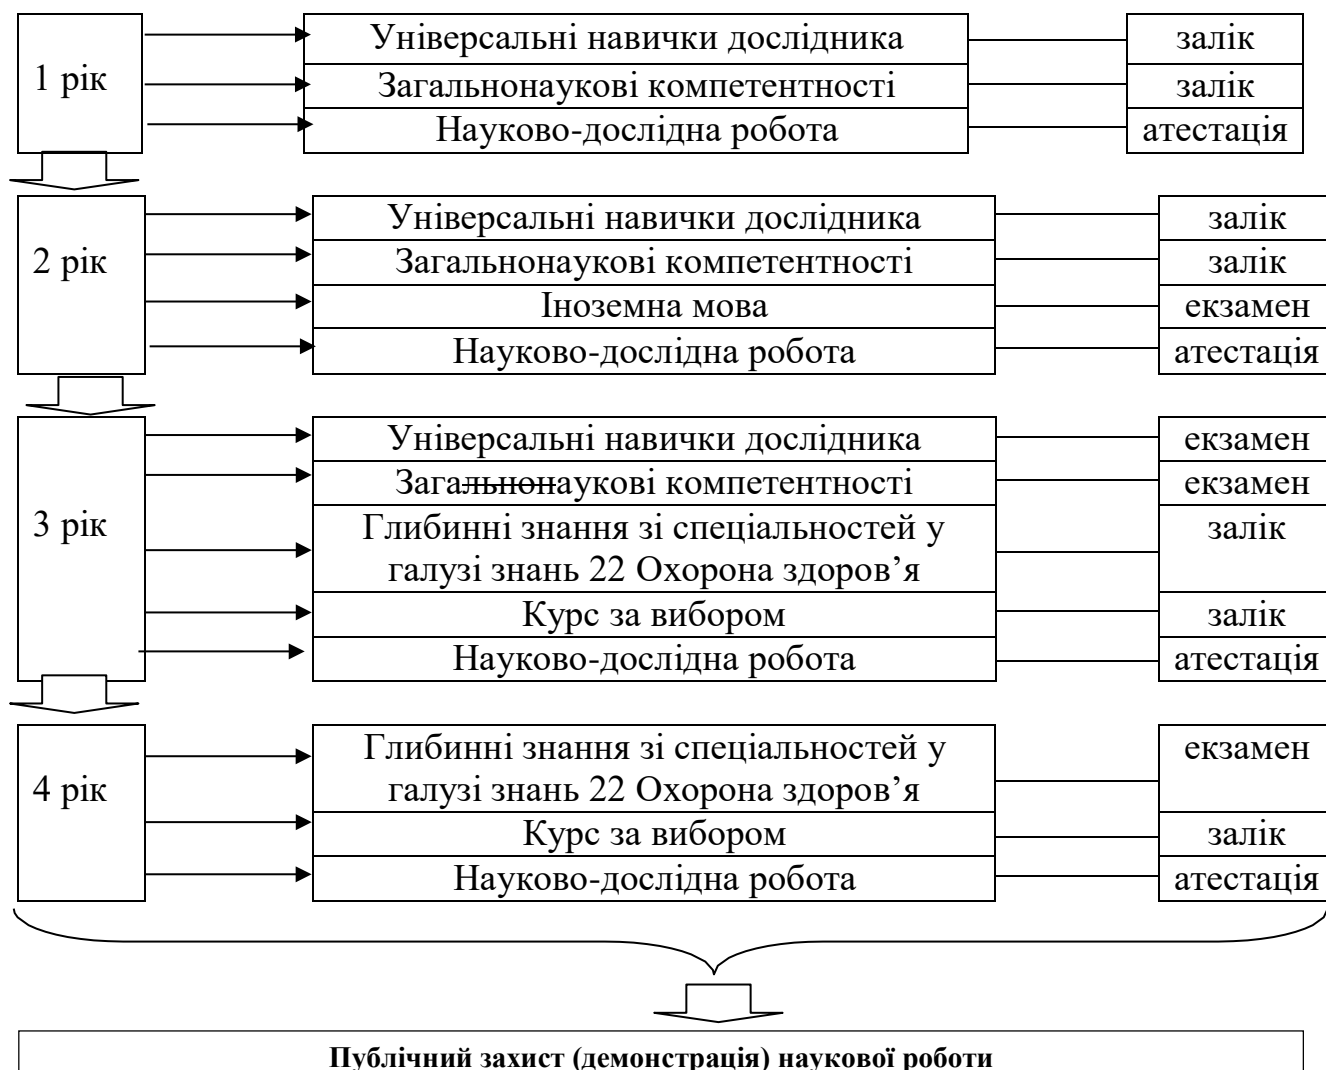 Універсальні навички дослідника залік
1 рік Загальнонаукові компетентності залік
Науково-дослідна робота атестація
Універсальні навички дослідника залік
2 рік Загальнонаукові компетентності залік
Іноземна мова екзамен
Науково-дослідна робота атестація
Універсальні навички дослідника екзамен
Загальнонаукові компетентності екзамен
3 рік Глибинні знання зі спеціальностей у залік
галузі знань 22 Охорона здоров’я
Курс за вибором залік
Науково-дослідна робота атестація
Глибинні знання зі спеціальностей у екзамен
4 рік галузі знань 22 Охорона здоров’я
Курс за вибором залік
Науково-дослідна робота атестація
Публічний захист (демонстрація) наукової роботи